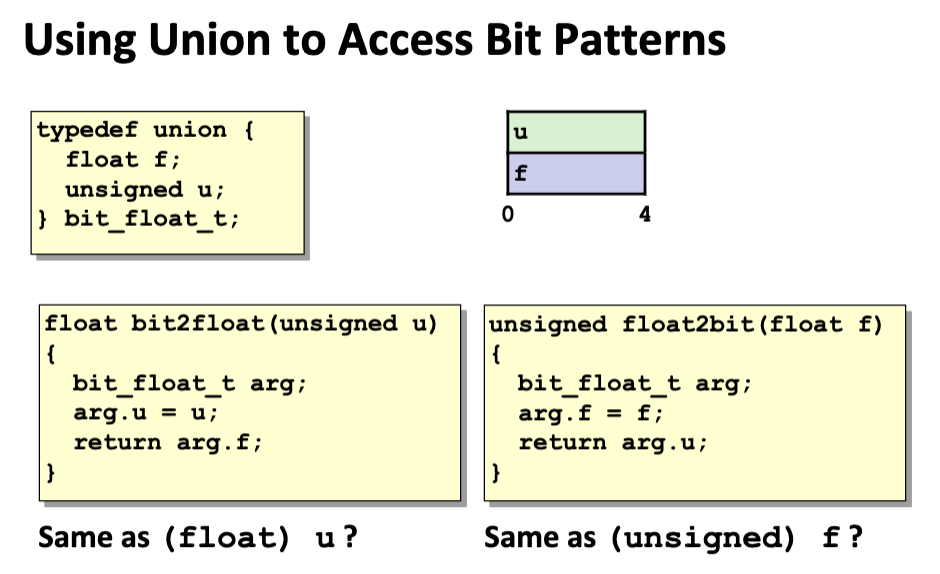 Using Union to Access Bit Patterns
typedef union {
  float f;
  unsigned u;
} bit_float_t;
u
f
0 4
float bit2float(unsigned u)
{
  bit_float_t arg;
  arg.u = u;
  return arg.f;
}
unsigned float2bit(float f)
{
  bit_float_t arg;
  arg.f = f;
  return arg.u;
}
Same as (float) u?
Same as (unsigned) f?